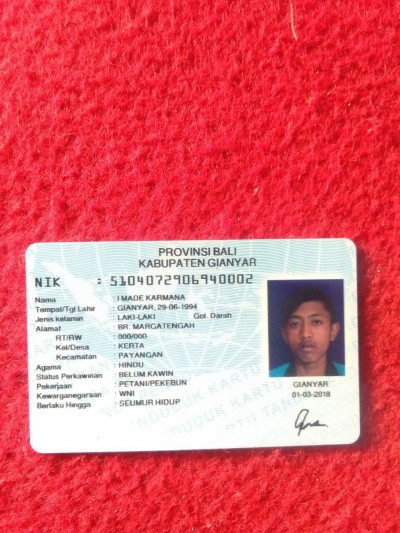 PROVINSI BALI
KABUPATEN GIANYAR
NIK : 5104072906940002
Nama : I MADE KARMANA
Tempat/Tgl Lahir : GIANYAR, 29-06-1994
Jenis kelamin : LAKI-LAKI Gol. Darah
Alamat : BR. MARGATENGAH
RT/RW : 000/000
Kel/Desa : KERTA
Kecamatan : PAYANGAN
Agama : HINDU
Status Perkawinan : BELUM KAWIN
Pekerjaan : PETANI/PEKEBUN
Kewarganegaraan : WNI
Berlaku Hingga : SEUMUR HIDUP
GIANYAR
01-03-2018